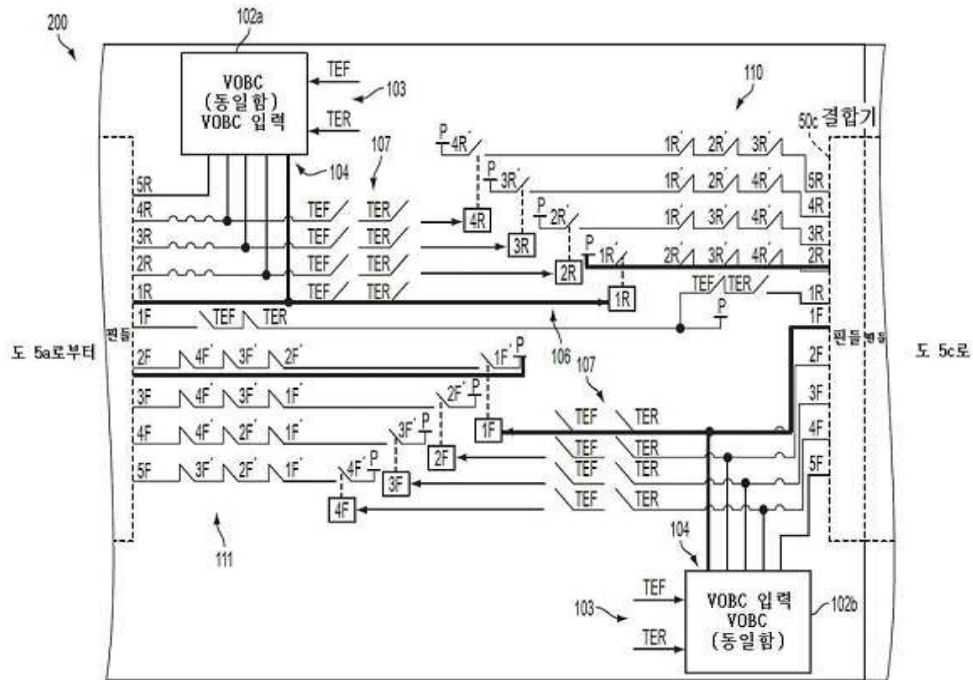 200
102a
VOBC
(동일함)
VOBC 입력
TEF
TER
103
104
107
110
50c 결합기
P 4R' 1R' 2R' 3R'
P 3R' 1R' 2R' 4R'
P 2R' 1R' 3R' 4R'
P 1R' 2R' 3R' 4R'
5R
4R TEF TER 4R
3R TEF TER 3R
2R TEF TER 2R
1R TEF TER 1R
TEF TER
P
106
5R
4R
3R
2R
1R
1F
2F
3F
4F
5F
1F TEF TER
도 5a로부터
핀들
핀들
도 5c로
2F 4F' 3F' 2F' 1F' P
3F 4F' 3F' 1F' 2F' P
4F 4F' 2F' 1F' 3F' P
5F 3F' 2F' 1F' 4F' P
107
1F TEF TER
2F TEF TER
3F TEF TER
4F TEF TER
111
104
103
TEF
TER
VOBC 입력
VOBC
(동일함)
102b